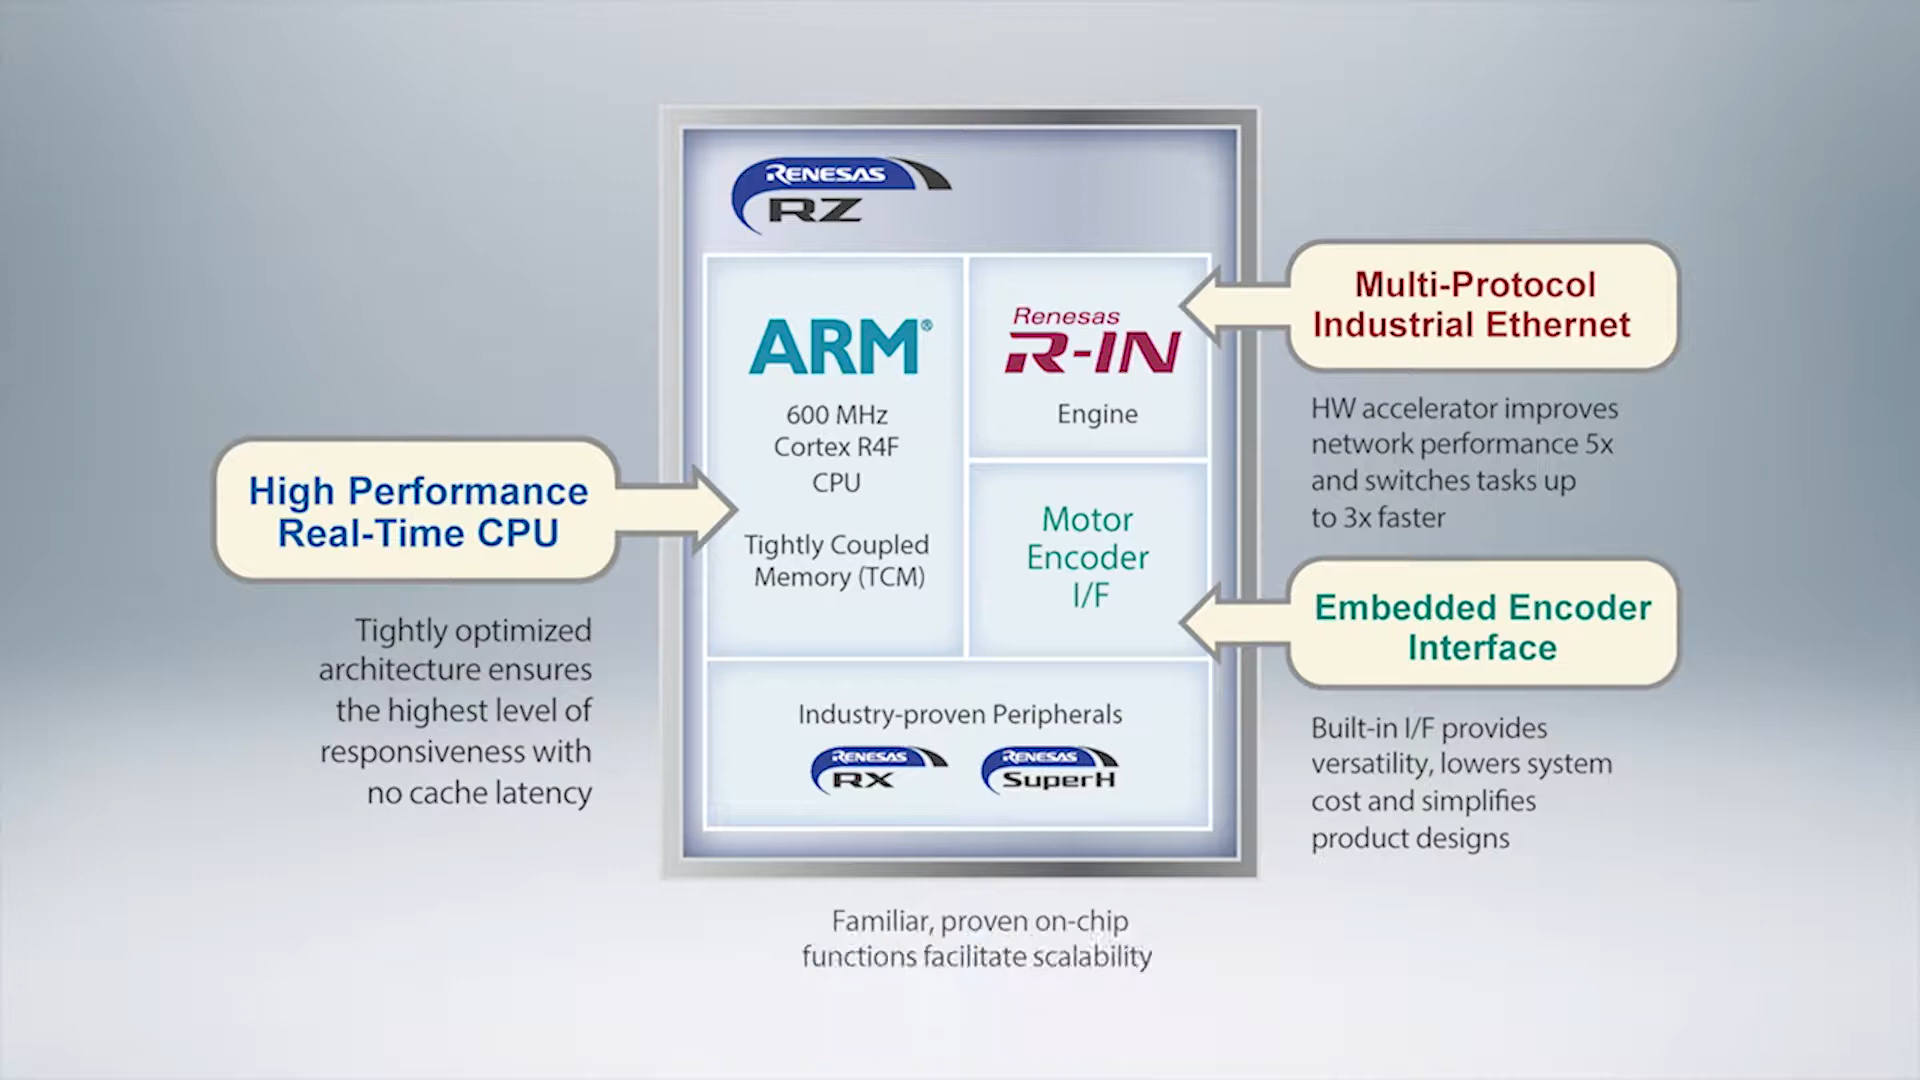 RENESAS
RZ
ARM®
600 MHz
Cortex R4F
CPU
Tightly Coupled
Memory (TCM)
Renesas
R-IN
Engine
Motor
Encoder
I/F
Industry-proven Peripherals
RENESAS
RX
RENESAS
SuperH
High Performance
Real-Time CPU
Tightly optimized
architecture ensures
the highest level of
responsiveness with
no cache latency
Multi-Protocol
Industrial Ethernet
HW accelerator improves
network performance 5x
and switches tasks up
to 3x faster
Embedded Encoder
Interface
Built-in I/F provides
versatility, lowers system
cost and simplifies
product designs
Familiar, proven on-chip
functions facilitate scalability